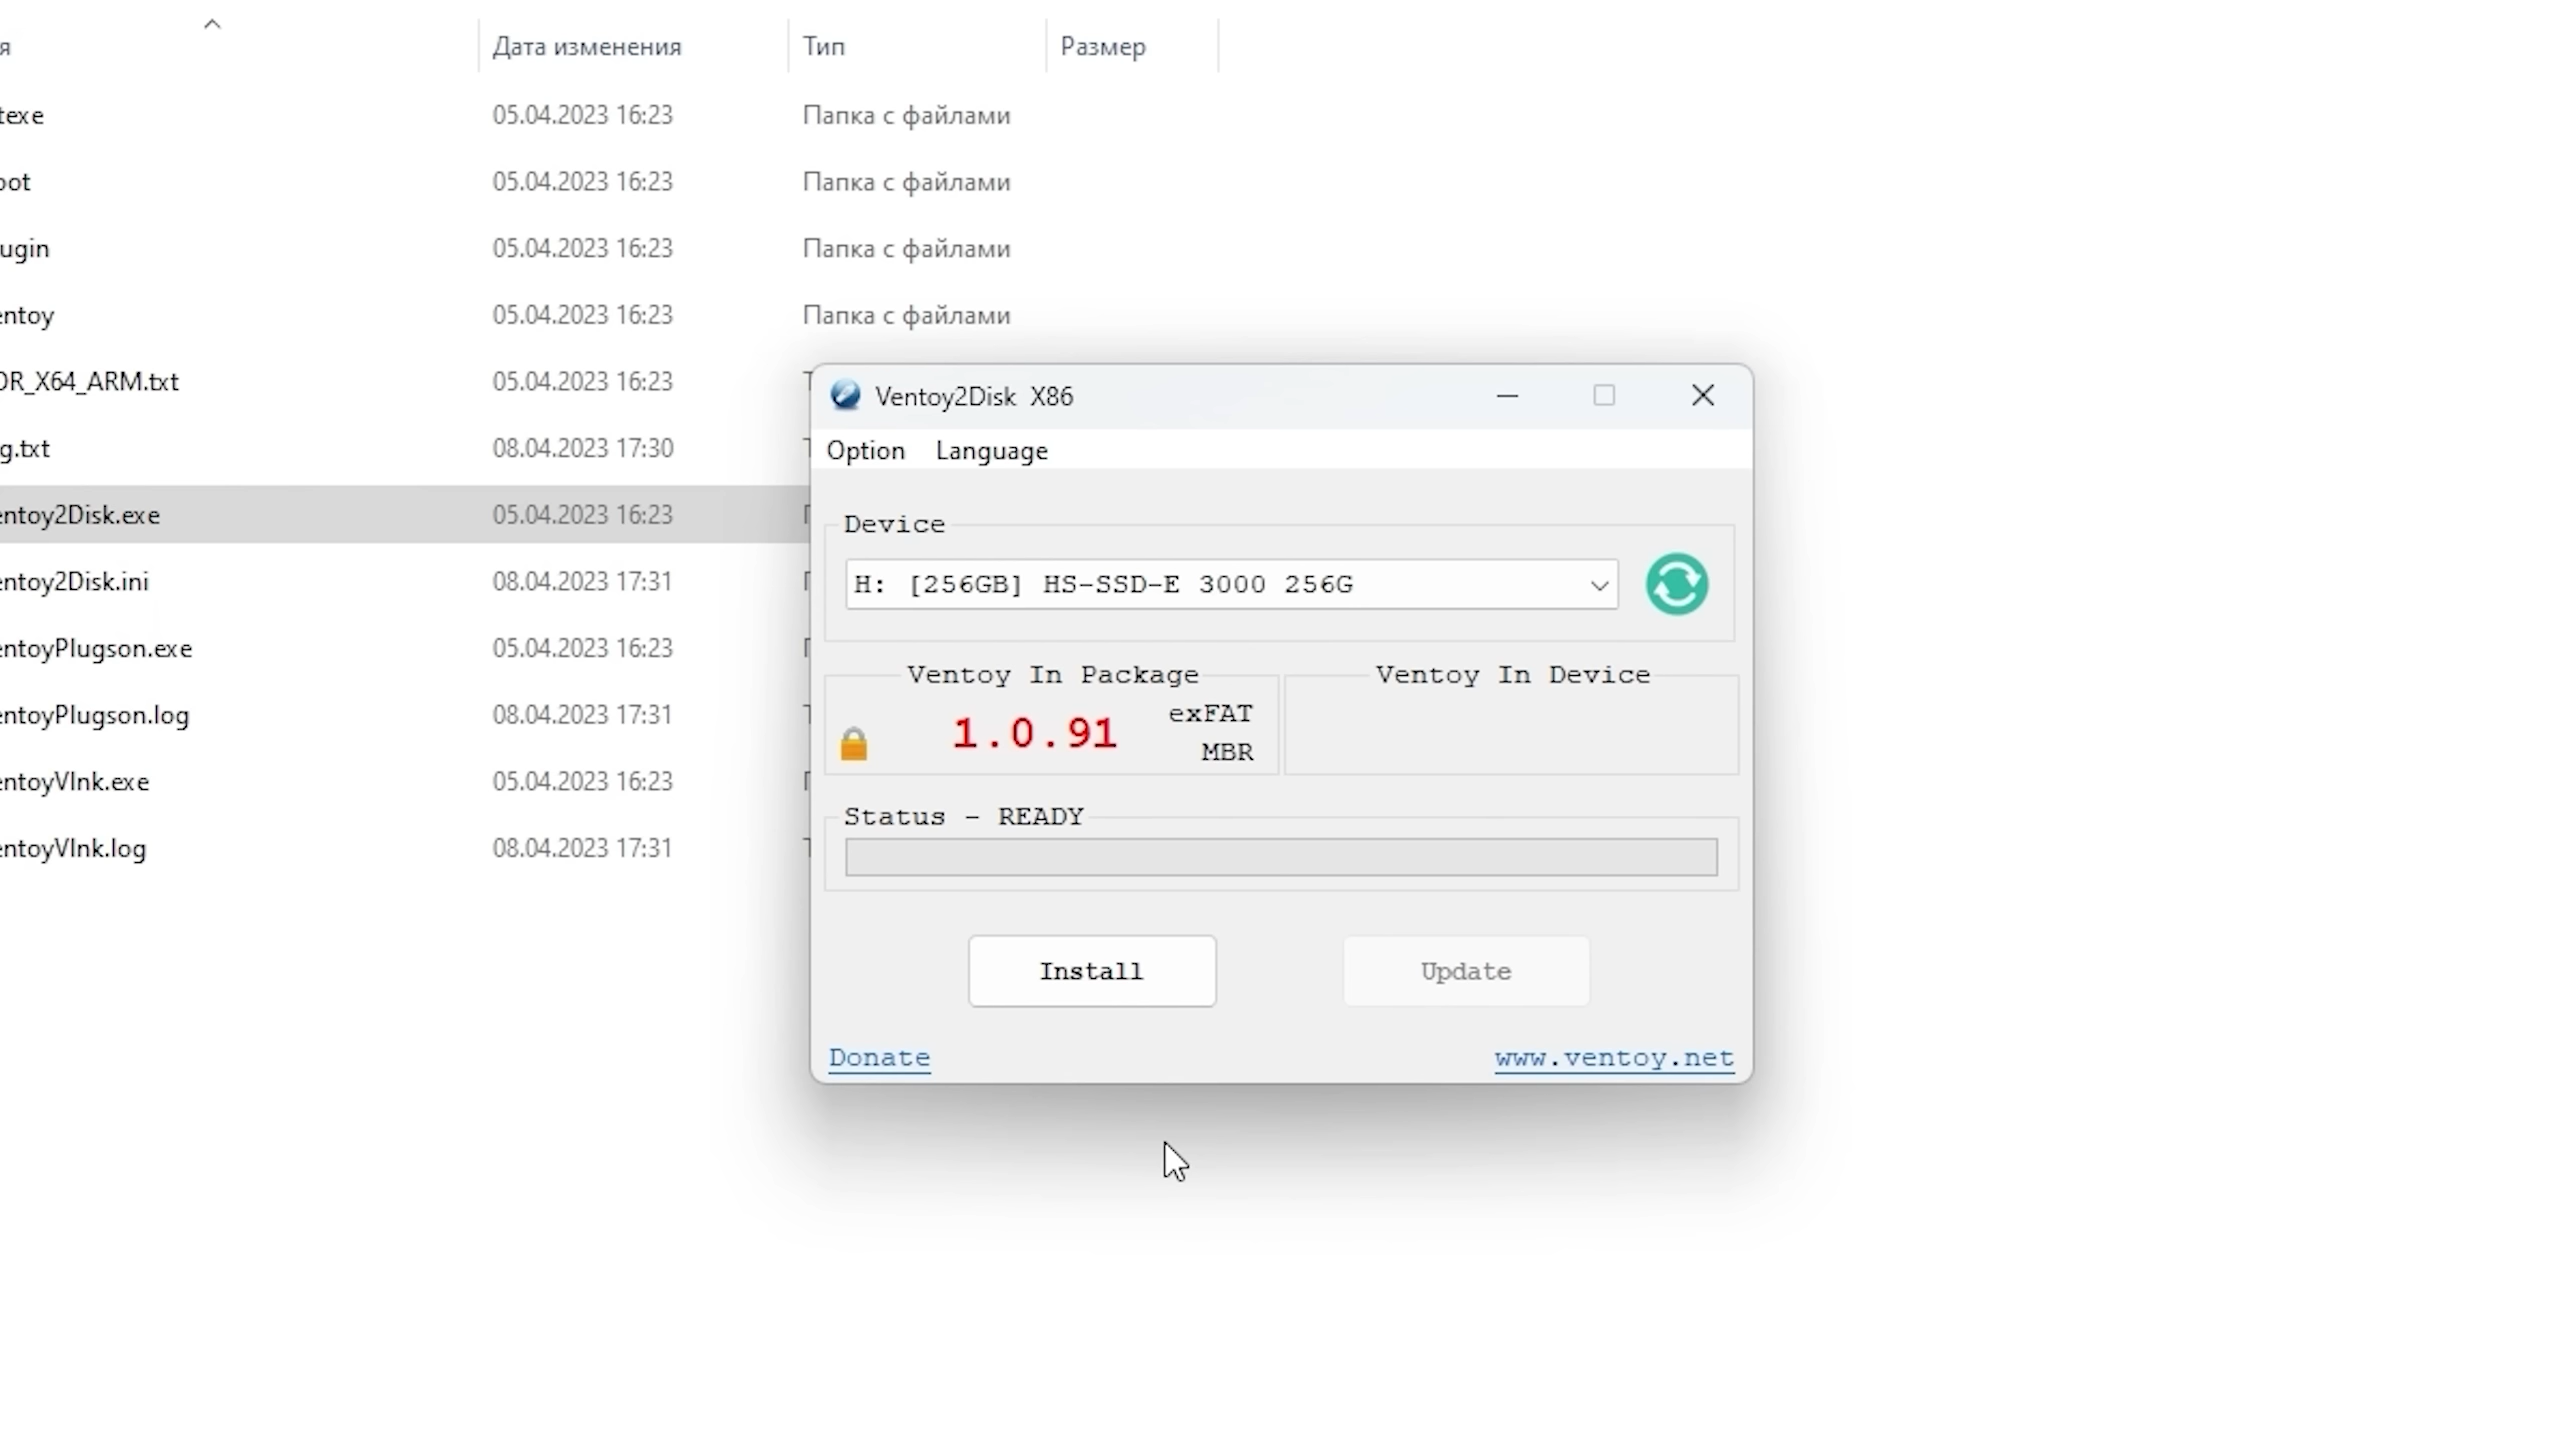 я Дата изменения Тип Размер
texe 05.04.2023 16:23 Папка с файлами
oot 05.04.2023 16:23 Папка с файлами
ugin 05.04.2023 16:23 Папка с файлами
entoy 05.04.2023 16:23 Папка с файлами
OR_X64_ARM.txt 05.04.2023 16:23
g.txt 08.04.2023 17:30
entoy2Disk.exe 05.04.2023 16:23
entoy2Disk.ini 08.04.2023 17:31
entoyPlugson.exe 05.04.2023 16:23
entoyPlugson.log 08.04.2023 17:31
entoyVlnk.exe 05.04.2023 16:23
entoyVlnk.log 08.04.2023 17:31
Ventoy2Disk X86
Option Language
Device
H: [256GB] HS-SSD-E 3000 256G
Ventoy In Package Ventoy In Device
1.0.91 exFAT
MBR
Status - READY
Install Update
Donate www.ventoy.net